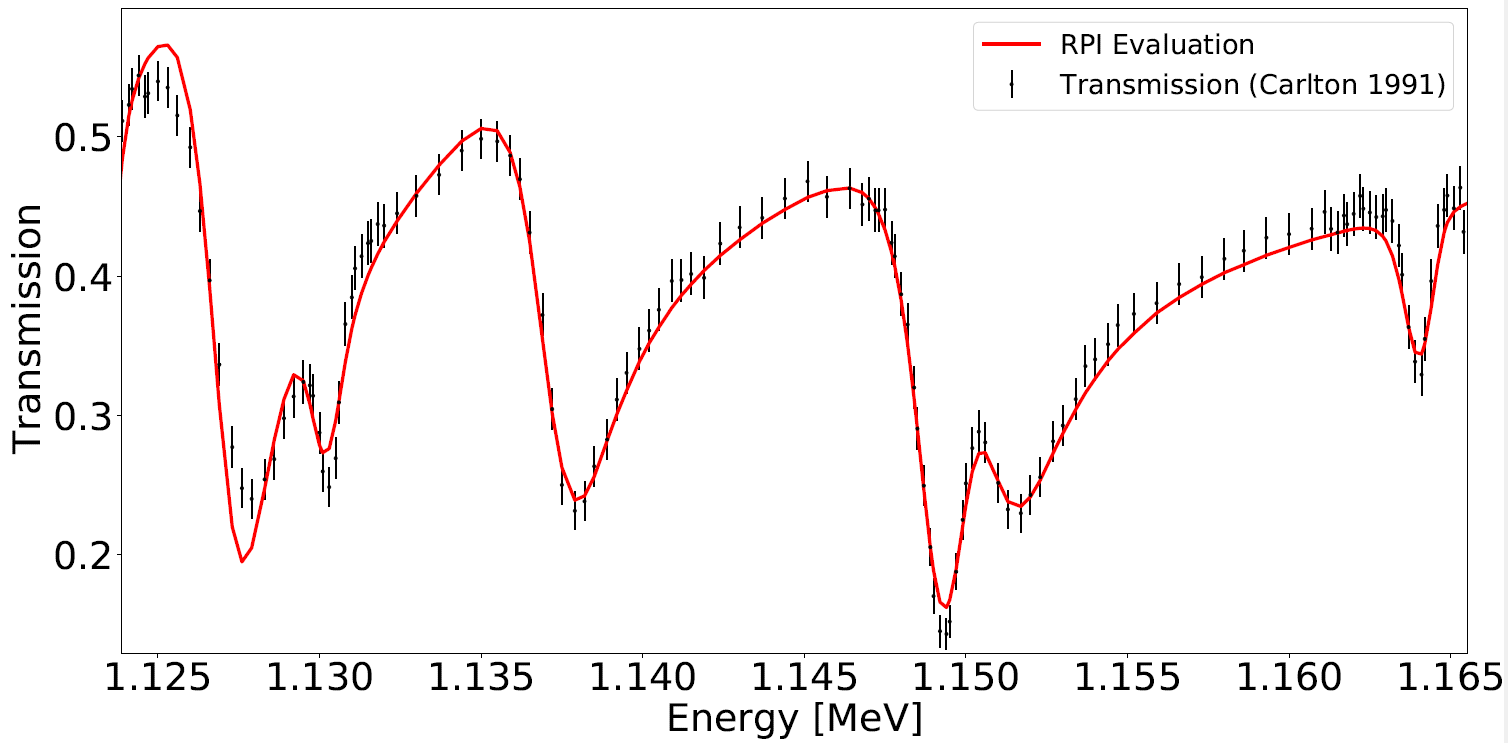 RPI Evaluation
Transmission (Carlton 1991)
Transmission
0.5
0.4
0.3
0.2
1.125 1.130 1.135 1.140 1.145 1.150 1.155 1.160 1.165
Energy [MeV]